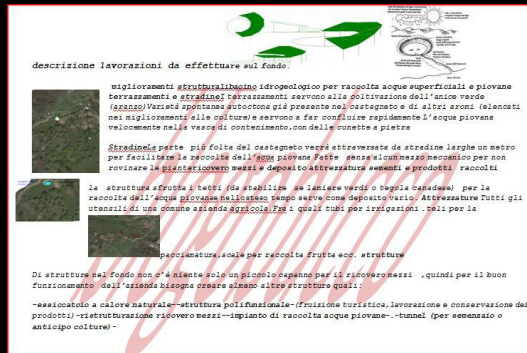 descrizione lavorazioni da effettuare sul fondo.
miglioramenti strutturalibacino idrogeologico per raccolta acque superficiali e piovane
terrazzamenti e stradineI terrazzamenti servono alla coltivazione dell'anice verde
(azanzo)Varietà spontanea autoctona già presente nel castagneto e di altri aromi (elencati
nei miglioramenti alle colture)e servono a far confluire rapidamente L'acqua piovana
velocemente nella vasca di contenimento,con delle cunette a pietra
StradineLa parte più folta del castagneto verrà attraversata da stradine larghe un metro
per facilitare la raccolta dell'acqua piovana Fatte senza alcun mezzo meccanico per non
rovinare le piantericovero mezzi e deposito attrezzatura sementi e prodotti raccolti
la struttura sfrutta i tetti (da stabilire se lamiere verdi o tegola canadese) per la
raccolta dell'acqua piovanae nellosteso tempo serve come deposito vario. Attrezzature Tutti gli
utensili di una comune azienda agricola.Fra i quali tubi per irrigazioni .teli per la
pacciamatura,scale per raccolta frutta ecc. strutture
Di strutture nel fondo non c'è niente solo un piccolo capanno per il ricovero mezzi ,quindi per il buon
funzionamento dell'azienda bisogna creare almeno altre strutture quali:
-essiccatoio a calore naturale--struttura polifunzionale-(fruizione turistica,lavorazione e conservazione dei
prodotti)-ristrutturazione ricovero mezzi--impianto di raccolta acque piovane-.-tunnel (per semenzaio o
anticipo colture)-